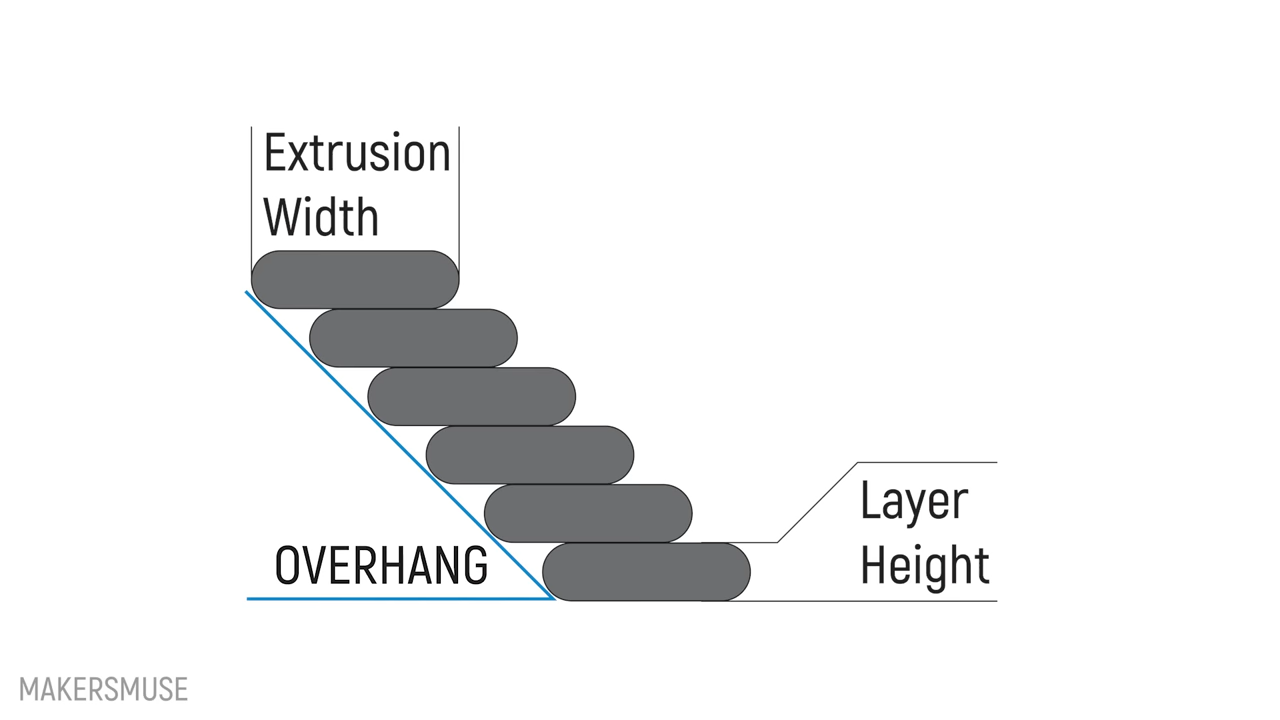 Extrusion
Width
Layer
Height
OVERHANG
MAKERSMUSE